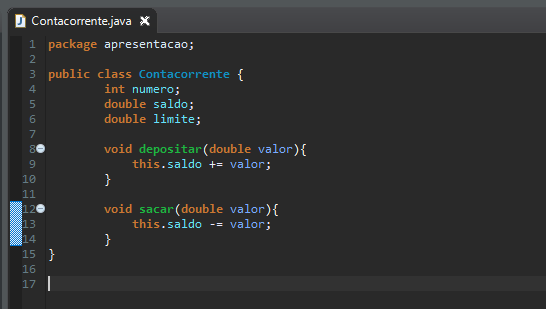 Contacorrente.java
1 package apresentacao;
2
3 public class Contacorrente {
4 int numero;
5 double saldo;
6 double limite;
7
8 void depositar(double valor){
9 this.saldo += valor;
10 }
11
12 void sacar(double valor){
13 this.saldo -= valor;
14 }
15 }
16
17